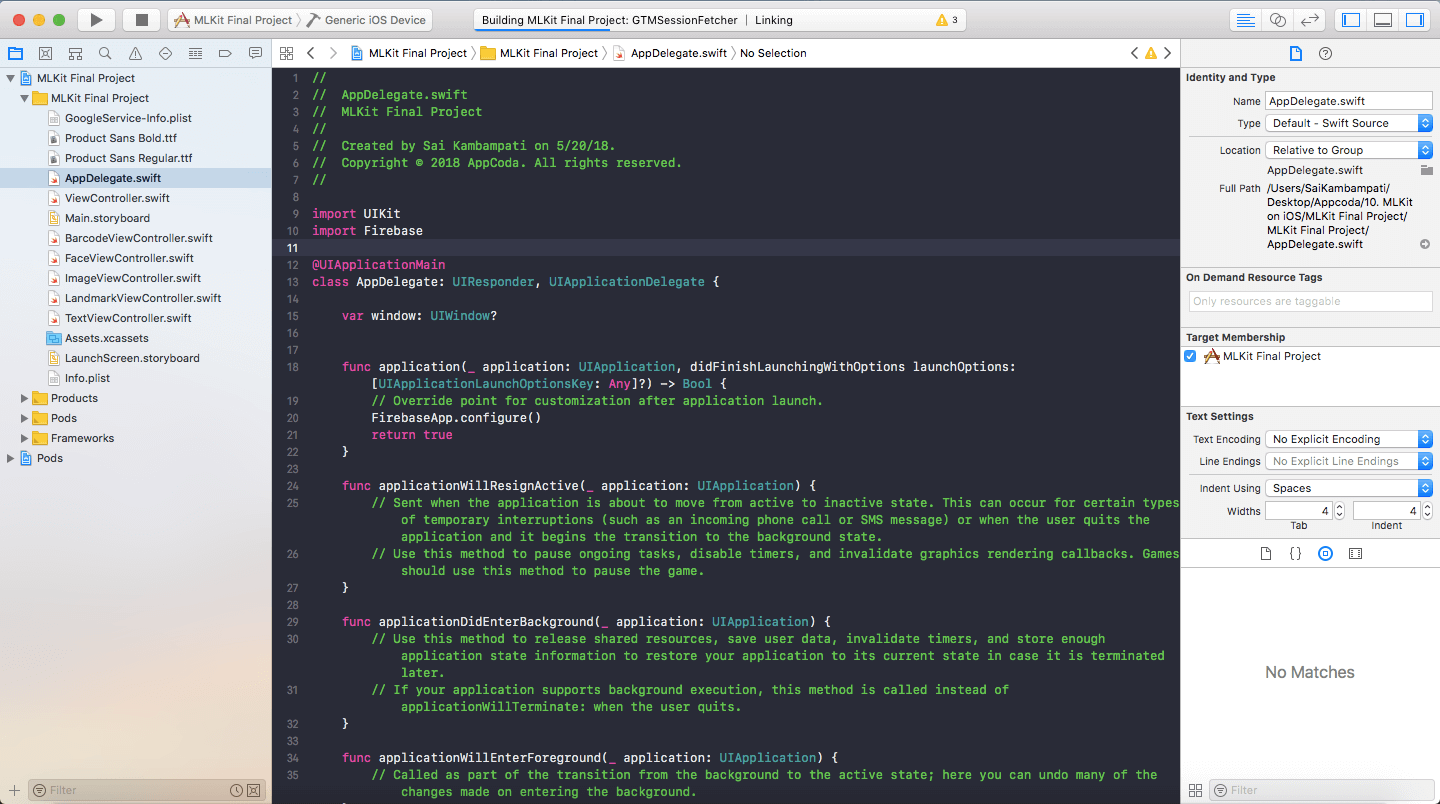 MLKit Final Project
Generic iOS Device
Building MLKit Final Project: GTMSessionFetcher | Linking
3
MLKit Final Project
MLKit Final Project
AppDelegate.swift
No Selection
MLKit Final Project
MLKit Final Project
GoogleService-Info.plist
Product Sans Bold.ttf
Product Sans Regular.ttf
AppDelegate.swift
ViewController.swift
Main.storyboard
BarcodeViewController.swift
FaceViewController.swift
ImageViewController.swift
LandmarkViewController.swift
TextViewController.swift
Assets.xcassets
LaunchScreen.storyboard
Info.plist
Products
Pods
Frameworks
Pods
Filter
1 //
2 //  AppDelegate.swift
3 //  MLKit Final Project
4 //
5 //  Created by Sai Kambampati on 5/20/18.
6 //  Copyright © 2018 AppCoda. All rights reserved.
7 //
8
9 import UIKit
10 import Firebase
11
12 @UIApplicationMain
13 class AppDelegate: UIResponder, UIApplicationDelegate {
14
15     var window: UIWindow?
16
17
18     func application(_ application: UIApplication, didFinishLaunchingWithOptions launchOptions:
[UIApplicationLaunchOptionsKey: Any]?) -> Bool {
19         // Override point for customization after application launch.
20         FirebaseApp.configure()
21         return true
22     }
23
24     func applicationWillResignActive(_ application: UIApplication) {
25         // Sent when the application is about to move from active to inactive state. This can occur for certain types
of temporary interruptions (such as an incoming phone call or SMS message) or when the user quits the
application and it begins the transition to the background state.
26         // Use this method to pause ongoing tasks, disable timers, and invalidate graphics rendering callbacks. Games
should use this method to pause the game.
27     }
28
29     func applicationDidEnterBackground(_ application: UIApplication) {
30         // Use this method to release shared resources, save user data, invalidate timers, and store enough
application state information to restore your application to its current state in case it is terminated
later.
31         // If your application supports background execution, this method is called instead of
applicationWillTerminate: when the user quits.
32     }
33
34     func applicationWillEnterForeground(_ application: UIApplication) {
35         // Called as part of the transition from the background to the active state; here you can undo many of the
changes made on entering the background.
Identity and Type
Name AppDelegate.swift
Type Default - Swift Source
Location Relative to Group
AppDelegate.swift
Full Path /Users/SaiKambampati/
Desktop/Appcoda/10. MLKit
on iOS/MLKit Final Project/
MLKit Final Project/
AppDelegate.swift
On Demand Resource Tags
Only resources are taggable
Target Membership
MLKit Final Project
Text Settings
Text Encoding No Explicit Encoding
Line Endings No Explicit Line Endings
Indent Using Spaces
Widths 4 4
Tab Indent
{ }
No Matches
Filter